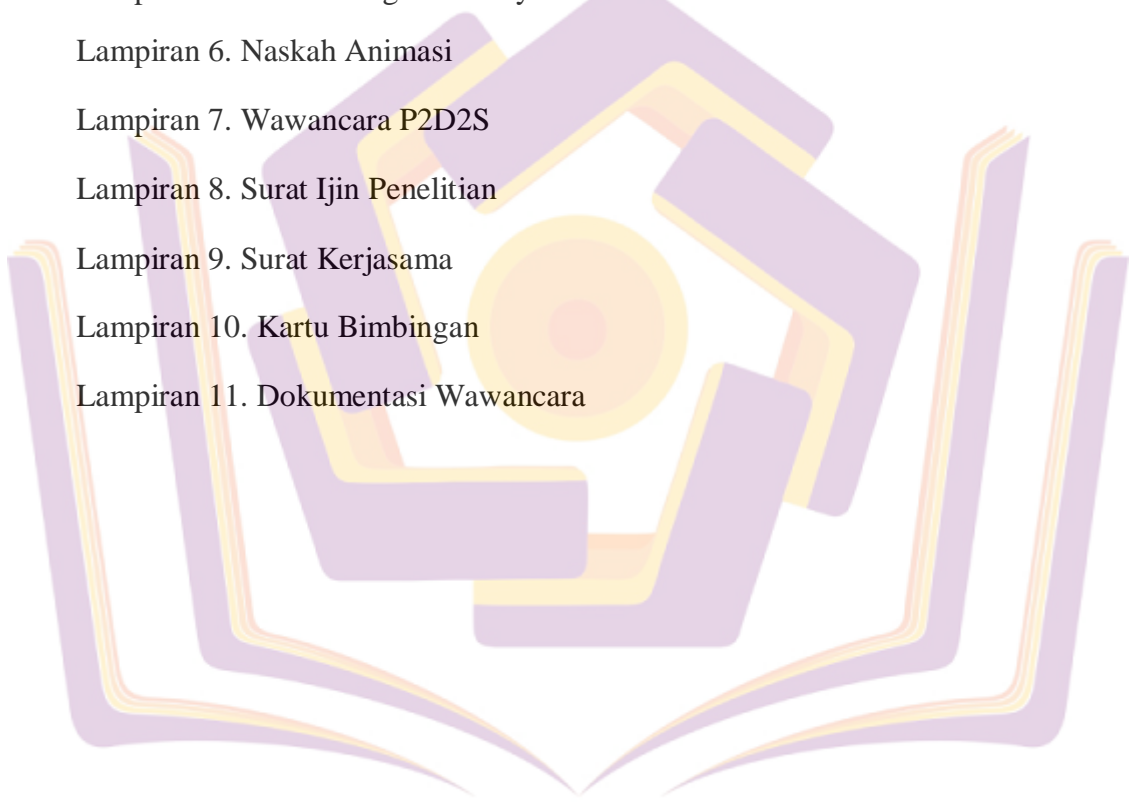 Lampiran 6. Naskah Animasi
Lampiran 7. Wawancara P2D2S
Lampiran 8. Surat Ijin Penelitian
Lampiran 9. Surat Kerjasama
Lampiran 10. Kartu Bimbingan
Lampiran 11. Dokumentasi Wawancara